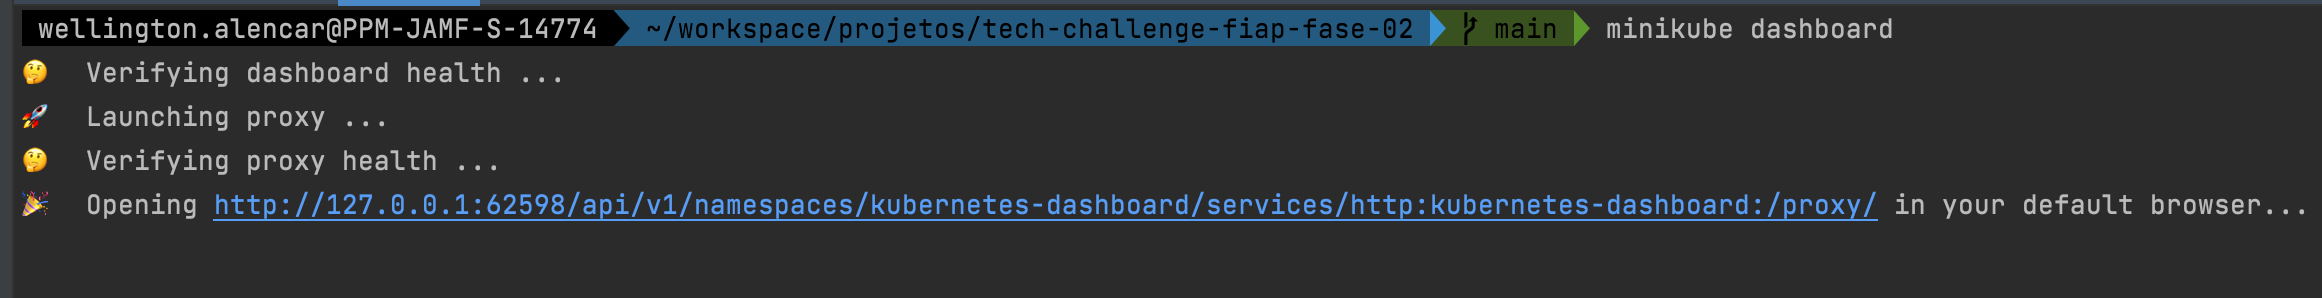 wellington.alencar@PPM-JAMF-S-14774 ~/workspace/projetos/tech-challenge-fiap-fase-02 main minikube dashboard
🤔 Verifying dashboard health ...
🚀 Launching proxy ...
🤔 Verifying proxy health ...
🎉 Opening http://127.0.0.1:62598/api/v1/namespaces/kubernetes-dashboard/services/http:kubernetes-dashboard:/proxy/ in your default browser...